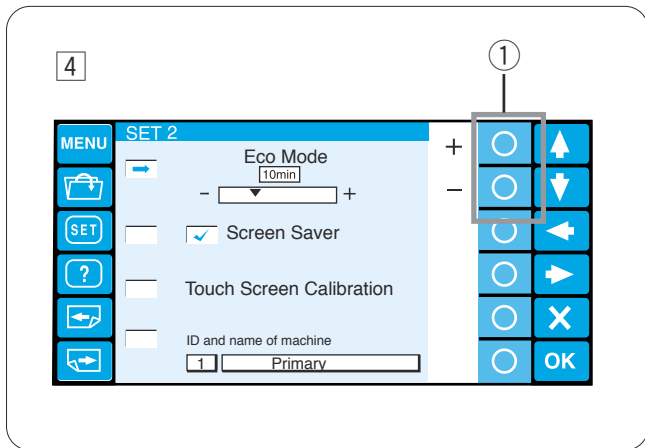 4
1
MENU
SET 2
Eco Mode
10min
- +
+
-
SET
Screen Saver
?
Touch Screen Calibration
ID and name of machine
1 Primary
OK